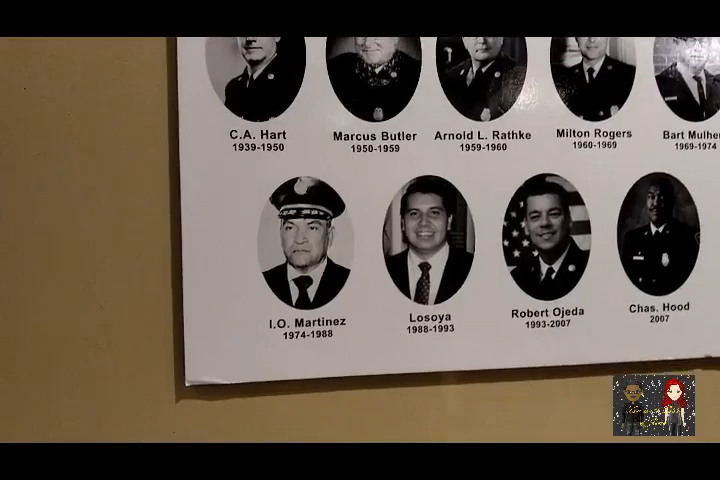 C.A. Hart
1939-1950
Marcus Butler
1950-1959
Arnold L. Rathke
1959-1960
Milton Rogers
1960-1969
Bart
1969-1974
I.O. Martinez
1974-1988
Losoya
1988-1993
Robert Ojeda
1993-2007
Chas. Hood
2007